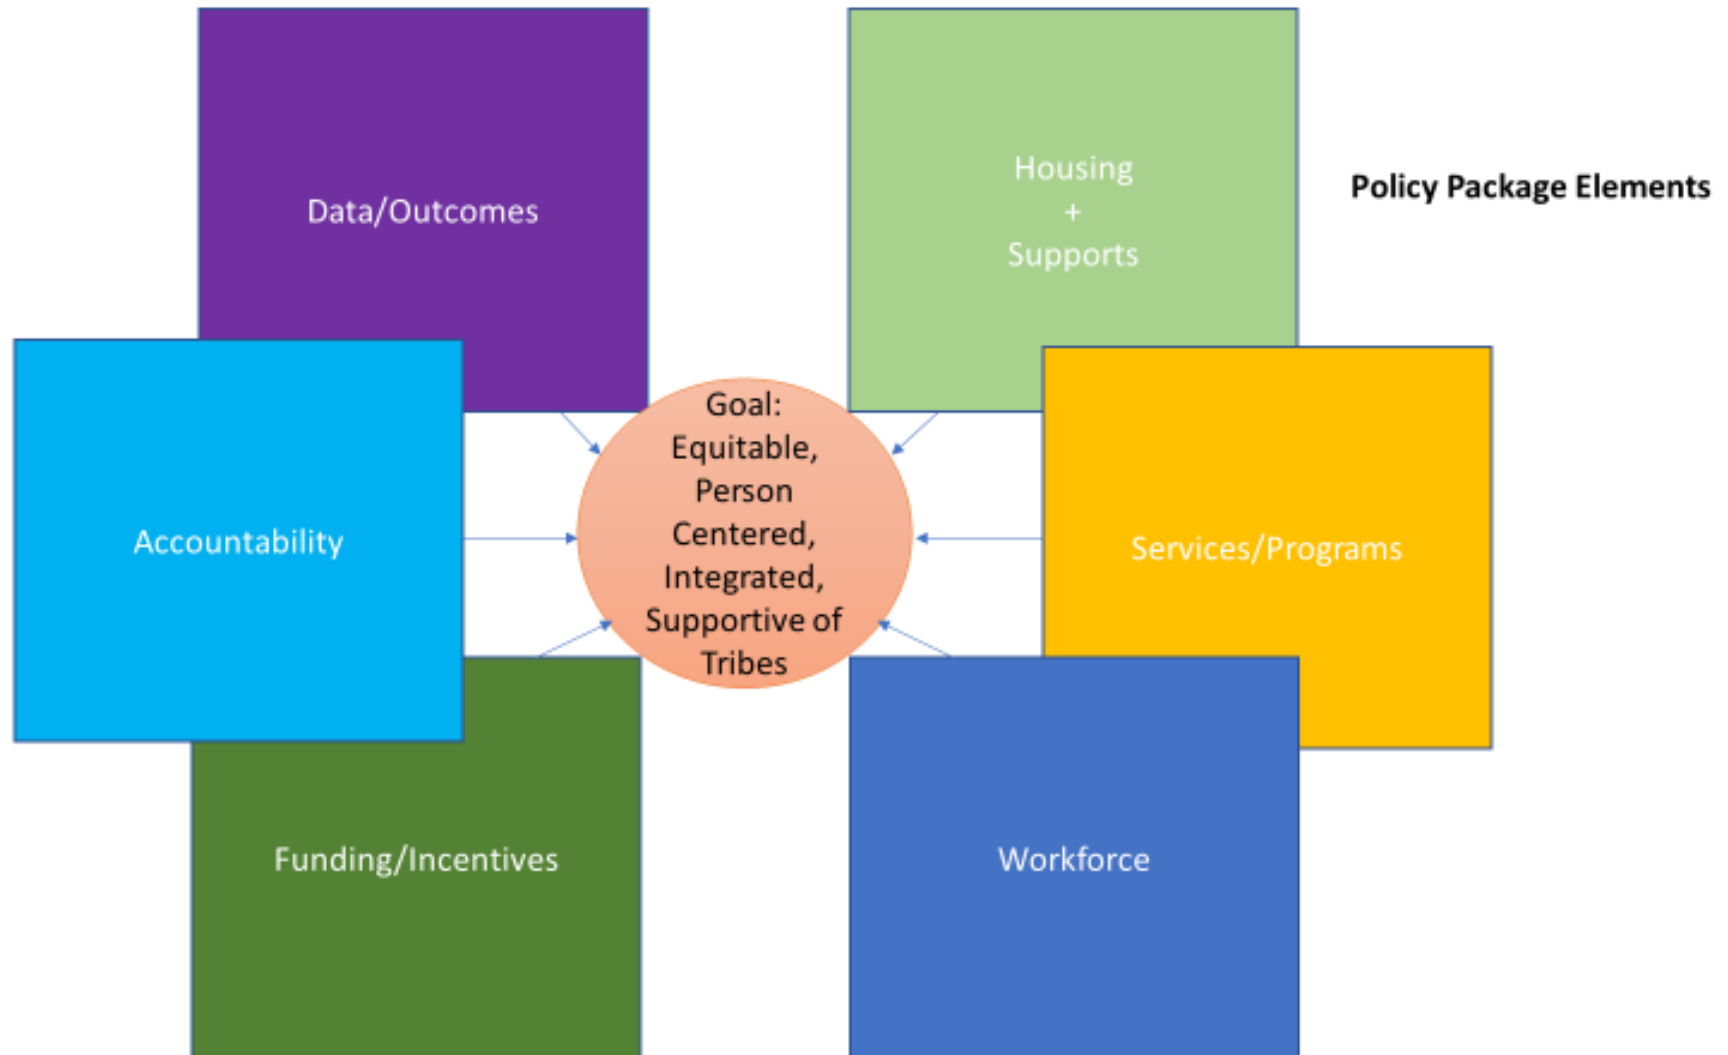 Data/Outcomes
Housing
+
Supports
Policy Package Elements
Accountability
Goal:
Equitable,
Person
Centered,
Integrated,
Supportive of
Tribes
Services/Programs
Funding/Incentives
Workforce